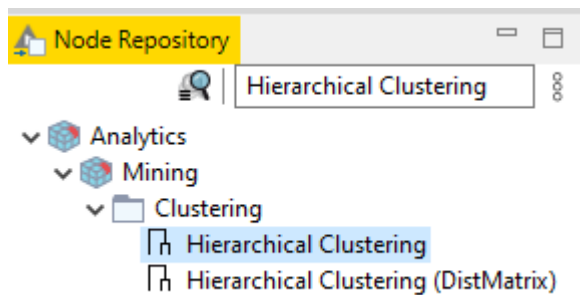 Node Repository
Hierarchical Clustering
Analytics
Mining
Clustering
Hierarchical Clustering
Hierarchical Clustering (DistMatrix)